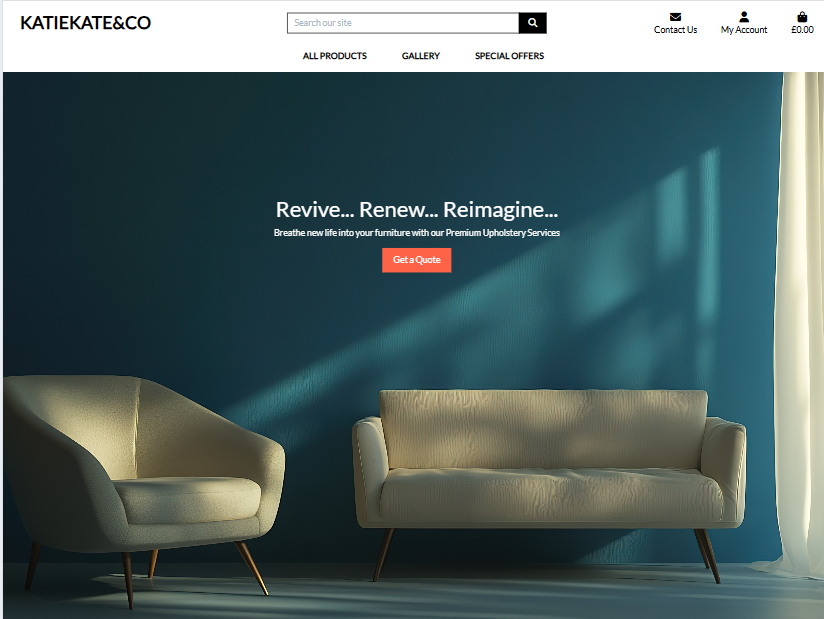 KATIEKATE&CO
Search our site
Contact Us
My Account
£0.00
ALL PRODUCTS
GALLERY
SPECIAL OFFERS
Revive... Renew... Reimagine...
Breathe new life into your furniture with our Premium Upholstery Services
Get a Quote